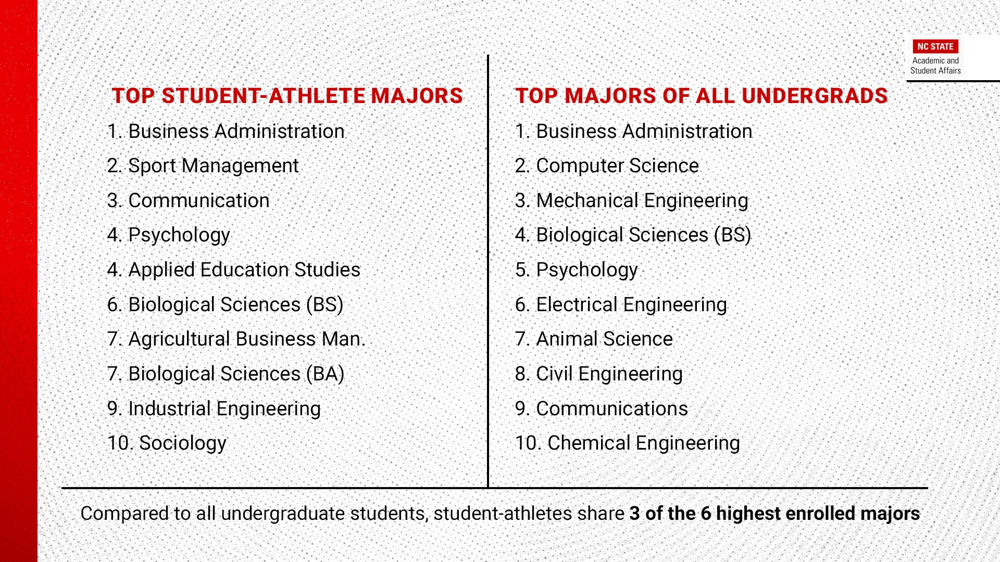 NC STATE
Academic and
Student Affairs
TOP STUDENT-ATHLETE MAJORS
1. Business Administration
2. Sport Management
3. Communication
4. Psychology
4. Applied Education Studies
6. Biological Sciences (BS)
7. Agricultural Business Man.
7. Biological Sciences (BA)
9. Industrial Engineering
10. Sociology
TOP MAJORS OF ALL UNDERGRADS
1. Business Administration
2. Computer Science
3. Mechanical Engineering
4. Biological Sciences (BS)
5. Psychology
6. Electrical Engineering
7. Animal Science
8. Civil Engineering
9. Communications
10. Chemical Engineering
Compared to all undergraduate students, student-athletes share 3 of the 6 highest enrolled majors